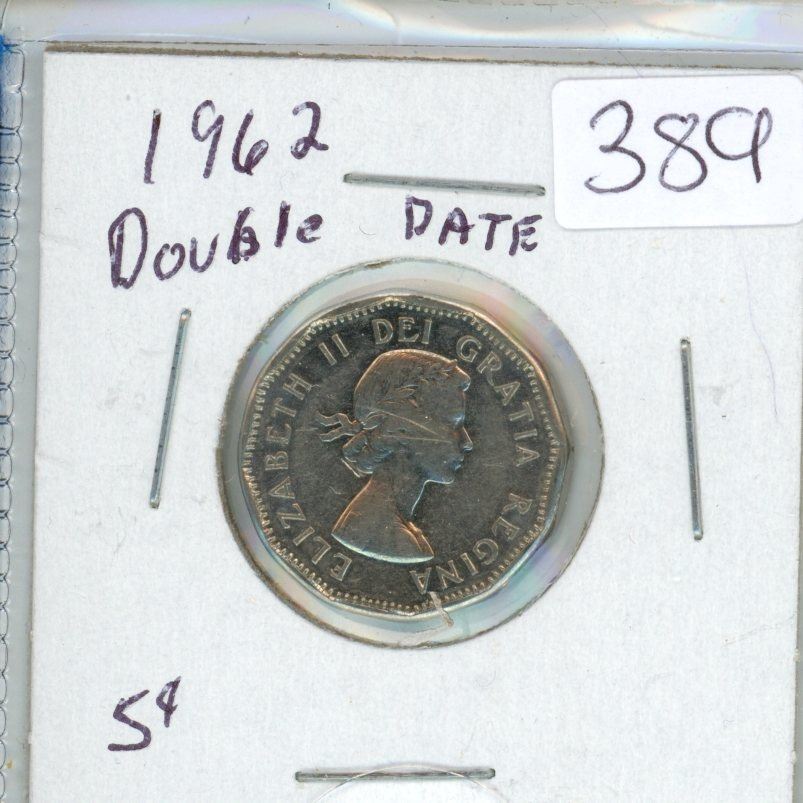 1962
389
Double DATE
ELIZABETH II DEI GRATIA REGINA
5¢